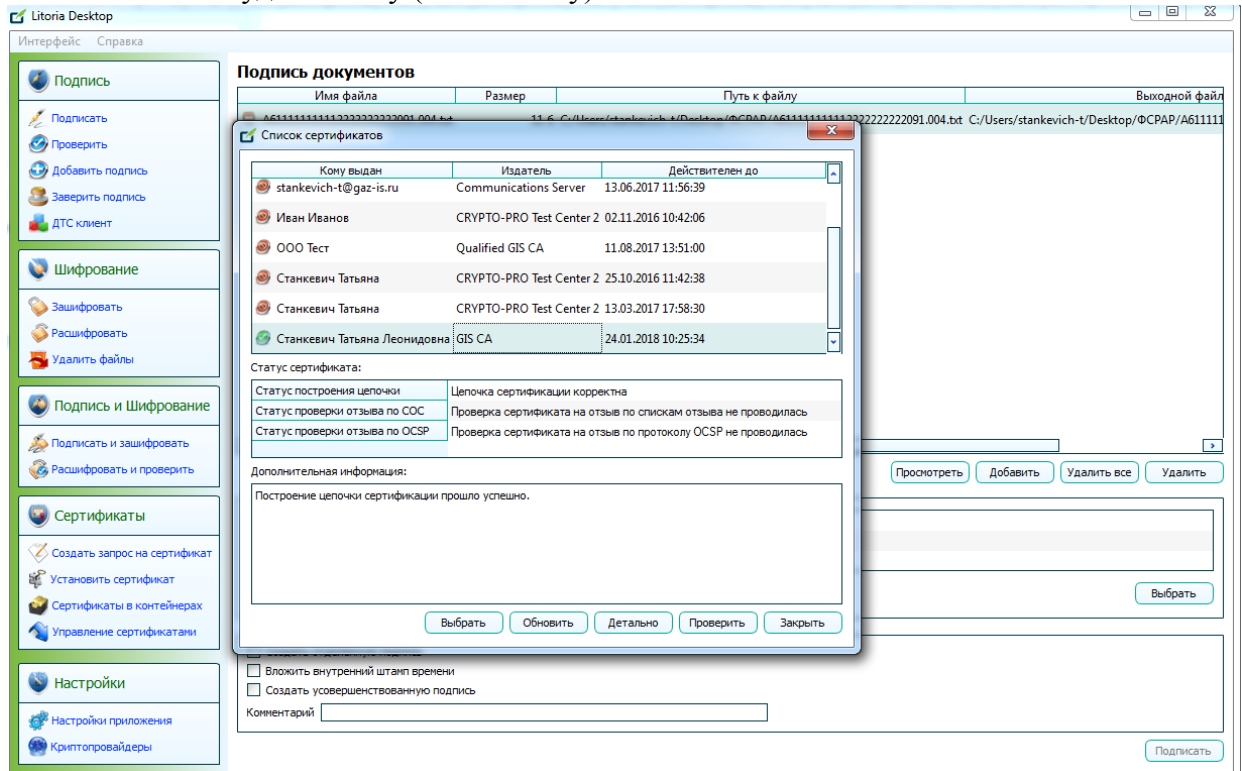 Litoria Desktop
Интерфейс Справка
Подпись
Подписать
Проверить
Добавить подпись
Заверить подпись
ДТС клиент
Шифрование
Зашифровать
Расшифровать
Удалить файлы
Подпись и Шифрование
Подписать и зашифровать
Расшифровать и проверить
Сертификаты
Создать запрос на сертификат
Установить сертификат
Сертификаты в контейнерах
Управление сертификатами
Настройки
Настройки приложения
Криптопровайдеры
Подпись документов
Имя файла Размер Путь к файлу Выходной файл
Список сертификатов
Кому выдан Издатель Действителен до
stankevich-t@gaz-is.ru Communications Server 13.06.2017 11:56:39
Иван Иванов CRYPTO-PRO Test Center 2 02.11.2016 10:42:06
ООО Тест Qualified GIS CA 11.08.2017 13:51:00
Станкевич Татьяна CRYPTO-PRO Test Center 2 25.10.2016 11:42:38
Станкевич Татьяна CRYPTO-PRO Test Center 2 13.03.2017 17:58:30
Станкевич Татьяна Леонидовна GIS CA 24.01.2018 10:25:34
Статус сертификата:
Статус построения цепочки Цепочка сертификации корректна
Статус проверки отзыва по СОС Проверка сертификата на отзыв по спискам отзыва не проводилась
Статус проверки отзыва по OCSP Проверка сертификата на отзыв по протоколу OCSP не проводилась
Дополнительная информация:
Построение цепочки сертификации прошло успешно.
Выбрать Обновить Детально Проверить Закрыть
Просмотреть Добавить Удалить все Удалить
Выбрать
Вложить внутренний штамп времени
Создать усовершенствованную подпись
Комментарий
Подписать